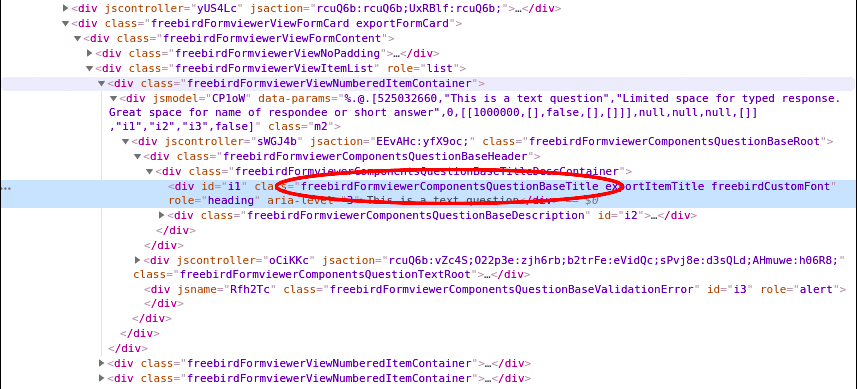 <div jscontroller="yUS4Lc" jsaction="rcuQ6b:rcuQ6b;UxRBlf:rcuQ6b;">…</div>
<div class="freebirdFormviewerViewFormCard exportFormCard">
<div class="freebirdFormviewerViewFormContent">
<div class="freebirdFormviewerViewNoPadding">…</div>
<div class="freebirdFormviewerViewItemList" role="list">
<div class="freebirdFormviewerViewNumberedItemContainer">
<div jsmodel="CP1oW" data-params="%.@.[525032660,"This is a text question","Limited space for typed response.
Great space for name of respondee or short answer",0,[[1000000,[],false,[],[]]],null,null,null,[]]
,"i1","i2","i3",false]" class="m2">
<div jscontroller="sWGJ4b" jsaction="EEvAHc:yfX9oc;" class="freebirdFormviewerComponentsQuestionBaseRoot">
<div class="freebirdFormviewerComponentsQuestionBaseHeader">
<div class="freebirdFormviewerComponentsQuestionBaseTitleDescContainer">
… <div id="i1" class="freebirdFormviewerComponentsQuestionBaseTitle exportItemTitle freebirdCustomFont"
role="heading" aria-level="3">This is a text question</div> == $0
<div class="freebirdFormviewerComponentsQuestionBaseDescription" id="i2">…</div>
</div>
</div>
<div jscontroller="oCiKKc" jsaction="rcuQ6b:vZc4S;O22p3e:zjh6rb;b2trFe:eVidQc;sPvj8e:d3sQLd;AHmuwe:h06R8;"
class="freebirdFormviewerComponentsQuestionTextRoot">…</div>
<div jsname="Rfh2Tc" class="freebirdFormviewerComponentsQuestionBaseValidationError" id="i3" role="alert">
</div>
</div>
</div>
</div>
<div class="freebirdFormviewerViewNumberedItemContainer">…</div>
<div class="freebirdFormviewerViewNumberedItemContainer">…</div>